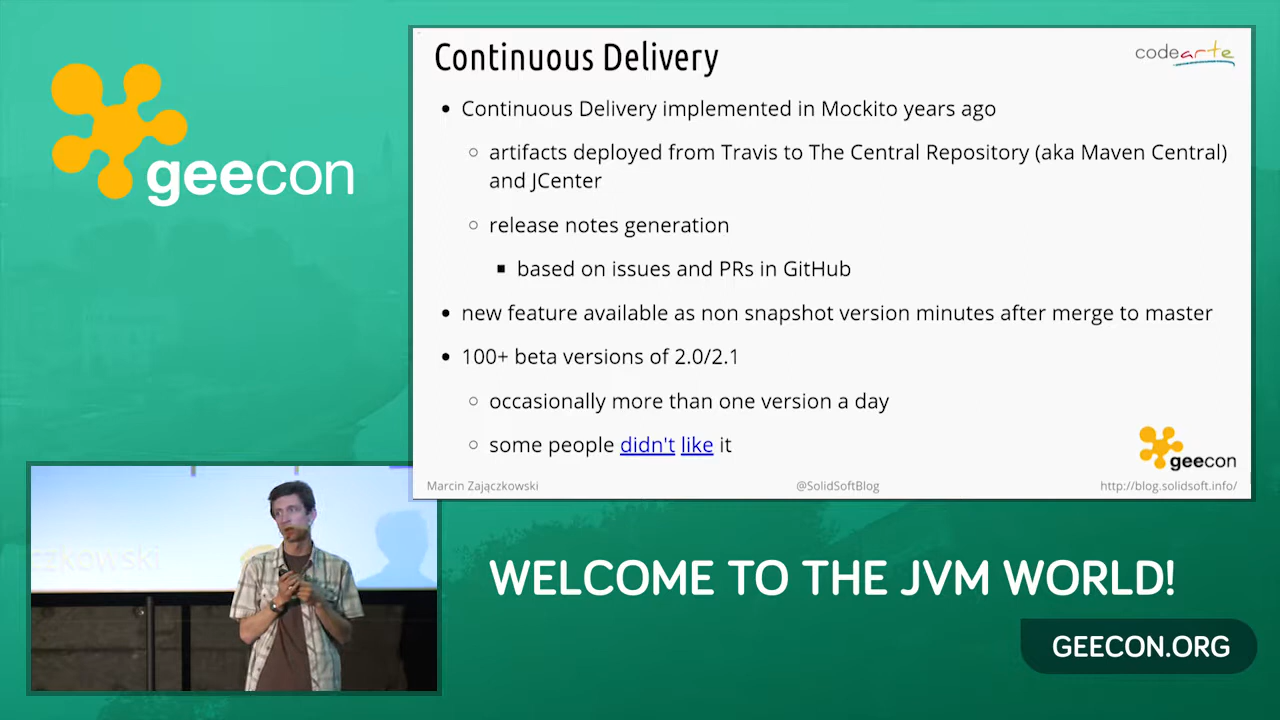 geecon
Continuous Delivery
codearte
• Continuous Delivery implemented in Mockito years ago
○ artifacts deployed from Travis to The Central Repository (aka Maven Central)
and JCenter
○ release notes generation
▪ based on issues and PRs in GitHub
• new feature available as non snapshot version minutes after merge to master
• 100+ beta versions of 2.0/2.1
○ occasionally more than one version a day
○ some people didn't like it
geecon
Marcin Zajączkowski
@SolidSoftBlog
http://blog.solidsoft.info/
czkowski
WELCOME TO THE JVM WORLD!
GEECON.ORG